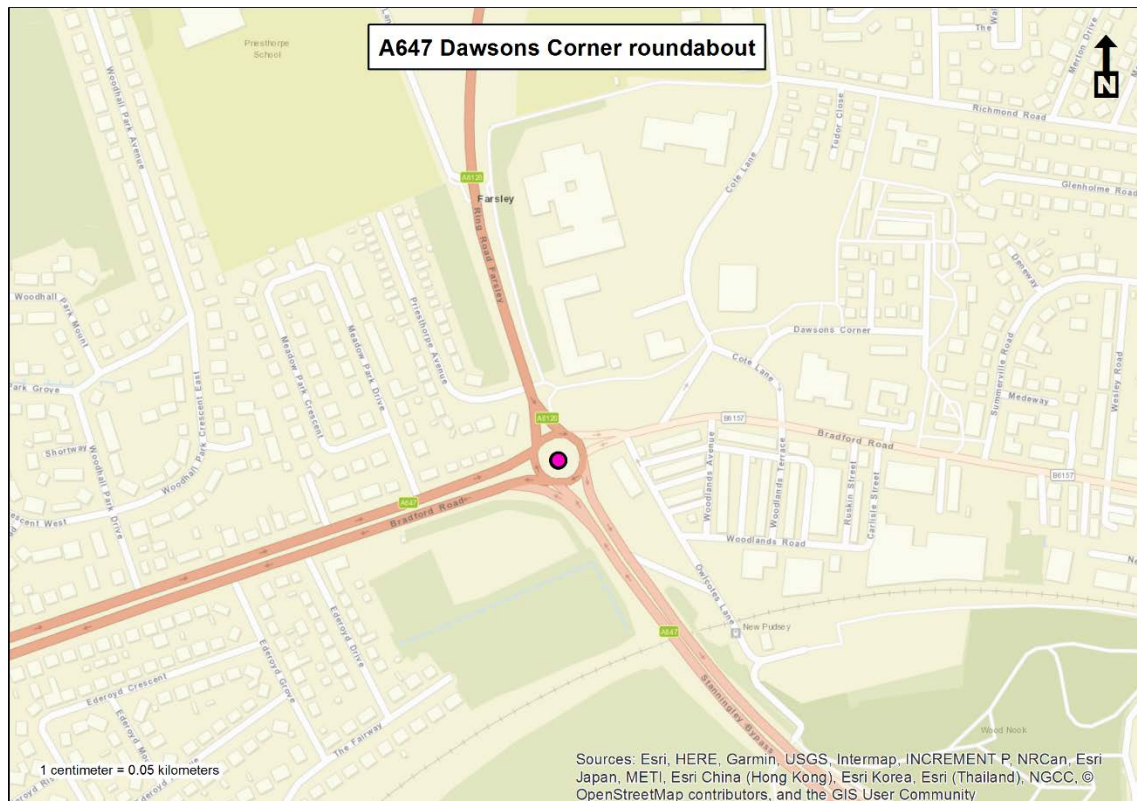 A647 Dawsons Corner roundabout
N
Priesthorpe
School
Woodhall Park Avenue
Merton Drive
Richmond Road
Tudor Close
Cote Lane
Glenholme Road
A6120
Farsley
Ring Road Farsley
Woodhall
Park Mount
Priesthorpe Avenue
Meadow Park Drive
Meadow Park Crescent
Deneway
Dawsons Corner
Summerville Road
Wesley Road
Cote Lane
Medeway
Park Grove
Woodhall Park Crescent East
A6120
B6157
Bradford Road
Shortway
Woodhall Park Drive
Woodlands Avenue
Woodlands Terrace
Ruskin Street
Carlisle Street
B6157
A647
Bradford Road
Crescent West
Woodlands Road
Owlcotes Lane
Ederoyd Drive
Ederoyd Grove
A647
New Pudsey
Ederoyd Crescent
Stanningley Bypass
The Fairway
Wood Nook
1 centimeter = 0.05 kilometers
Sources: Esri, HERE, Garmin, USGS, Intermap, INCREMENT P, NRCan, Esri
Japan, METI, Esri China (Hong Kong), Esri Korea, Esri (Thailand), NGCC, ©
OpenStreetMap contributors, and the GIS User Community